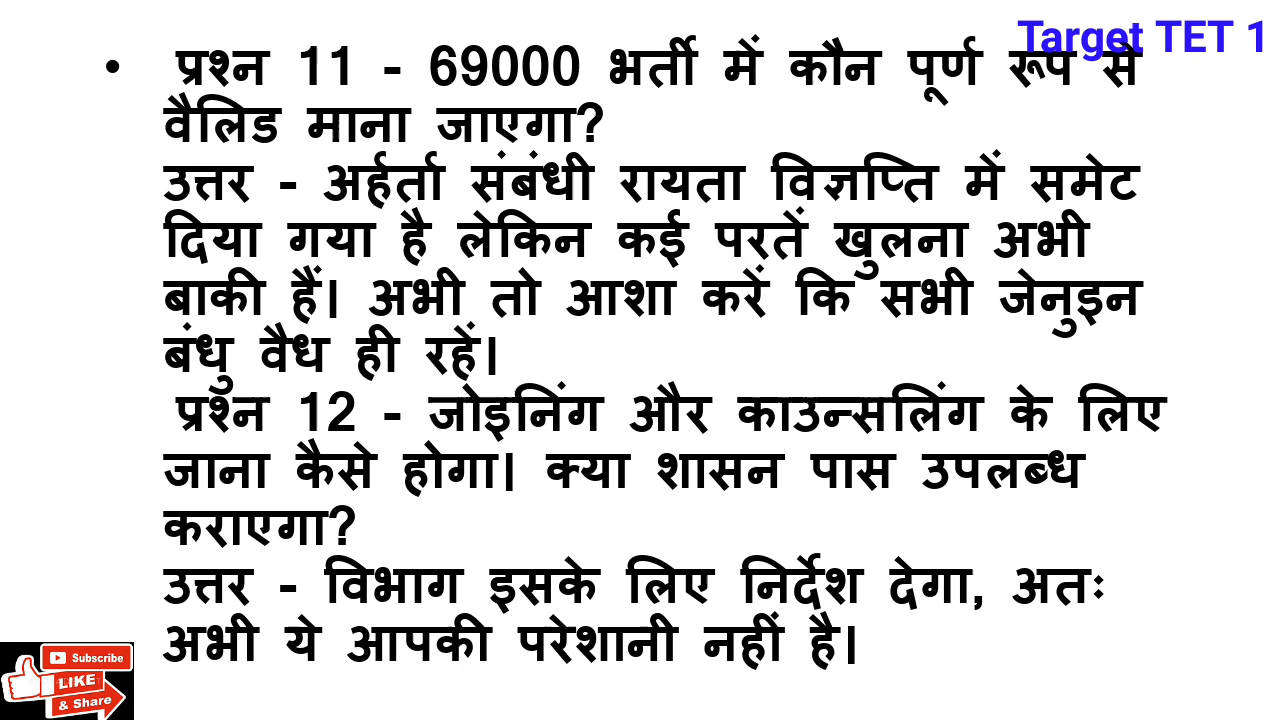 Target TET 1
• प्रश्न 11 - 69000 भर्ती में कौन पूर्ण रूप से
वैलिड माना जाएगा?
उत्तर - अर्हर्ता संबंधी रायता विज्ञप्ति में समेट
दिया गया है लेकिन कई परतें खुलना अभी
बाकी हैं। अभी तो आशा करें कि सभी जेनुइन
बंधु वैध ही रहें।
प्रश्न 12 - जोइनिंग और काउन्सलिंग के लिए
जाना कैसे होगा। क्या शासन पास उपलब्ध
कराएगा?
उत्तर - विभाग इसके लिए निर्देश देगा, अतः
अभी ये आपकी परेशानी नहीं है।
Subscribe
LIKE
& Share